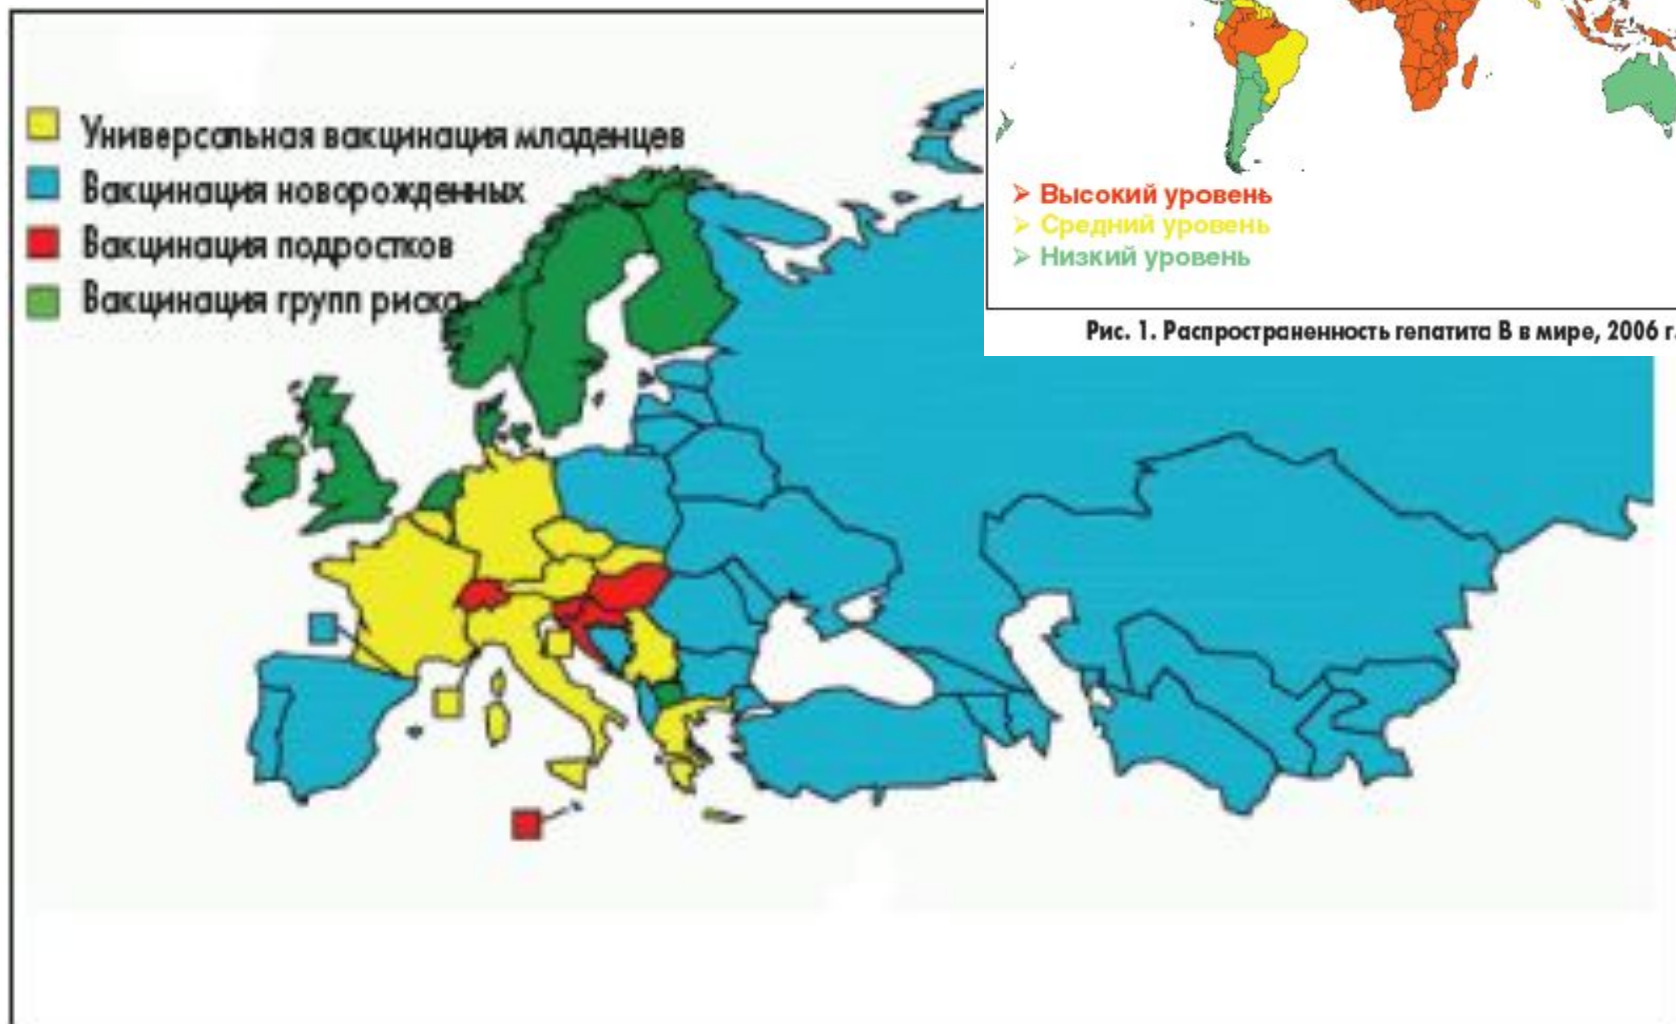 Универсальная вакцинация младенцев
Вакцинация новорожденных
Вакцинация подростков
Вакцинация групп риска
➢ Высокий уровень
➢ Средний уровень
➢ Низкий уровень
Рис. 1. Распространенность гепатита В в мире, 2006 г.